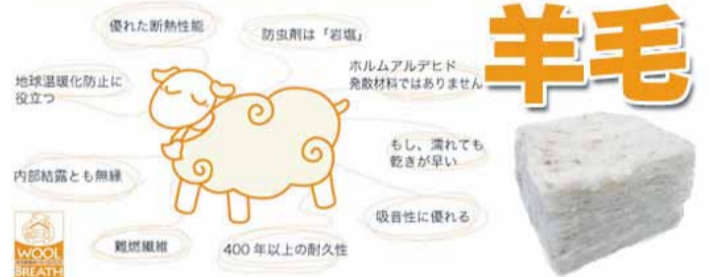 優れた断熱性能
防虫剤は「岩塩」
羊毛
地球温暖化防止に
役立つ
ホルムアルデヒド
発散材料ではありません
もし、濡れても
乾きが早い
内部結露とも無縁
吸音性に優れる
難燃繊維
400年以上の耐久性
WOOL
BREATH